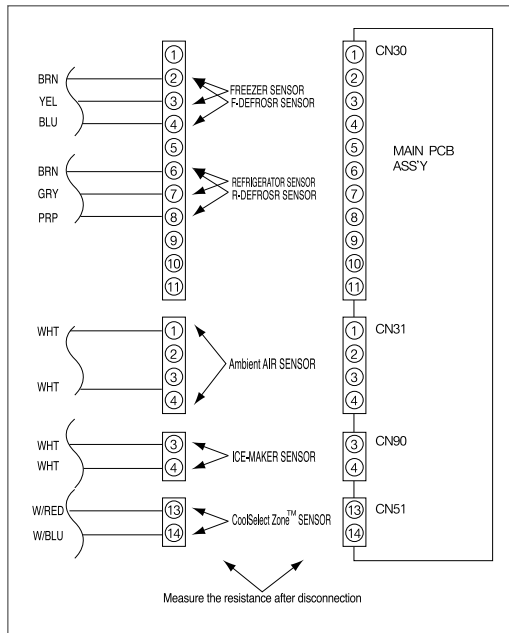 ① ① CN30
BRN ② FREEZER SENSOR ②
YEL ③ F-DEFROSR SENSOR ③
BLU ④ ④
⑤ ⑤ MAIN PCB
BRN ⑥ REFRIGERATOR SENSOR ⑥ ASS'Y
GRY ⑦ R-DEFROSR SENSOR ⑦
PRP ⑧ ⑧
⑨ ⑨
⑩ ⑩
⑪ ⑪
WHT ① ① CN31
② ②
③ Ambient AIR SENSOR ③
WHT ④ ④
WHT ③ ICE-MAKER SENSOR ③ CN90
WHT ④ ④
W/RED ⑬ CoolSelect Zone™ SENSOR ⑬ CN51
W/BLU ⑭ ⑭
Measure the resistance after disconnection